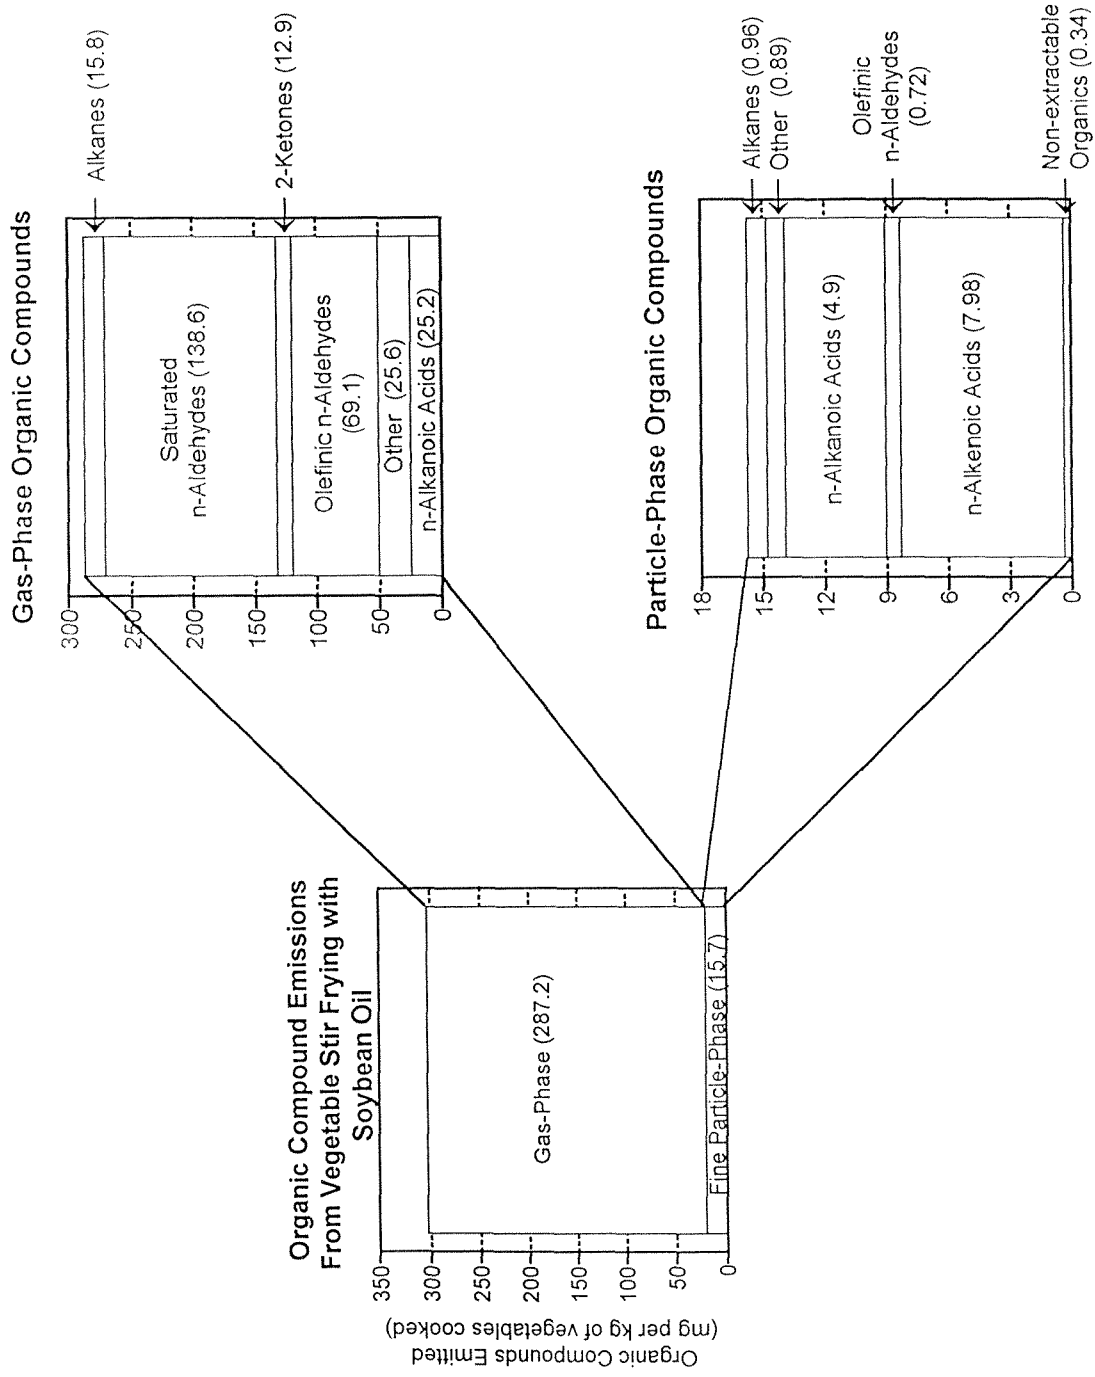 Organic Compound Emissions
From Vegetable Stir Frying with
Soybean Oil
Organic Compounds Emitted
(mg per kg of vegetables cooked)
350
300
250
200
150
100
50
0
Gas-Phase (287.2)
Fine Particle-Phase (15.7)
Gas-Phase Organic Compounds
300
250
200
150
100
50
0
Alkanes (15.8)
Saturated
n-Aldehydes (138.6)
2-Ketones (12.9)
Olefinic n-Aldehydes
(69.1)
Other (25.6)
n-Alkanoic Acids (25.2)
Particle-Phase Organic Compounds
18
15
12
9
6
3
0
Alkanes (0.96)
Other (0.89)
n-Alkanoic Acids (4.9)
Olefinic
n-Aldehydes
(0.72)
n-Alkenoic Acids (7.98)
Non-extractable
Organics (0.34)